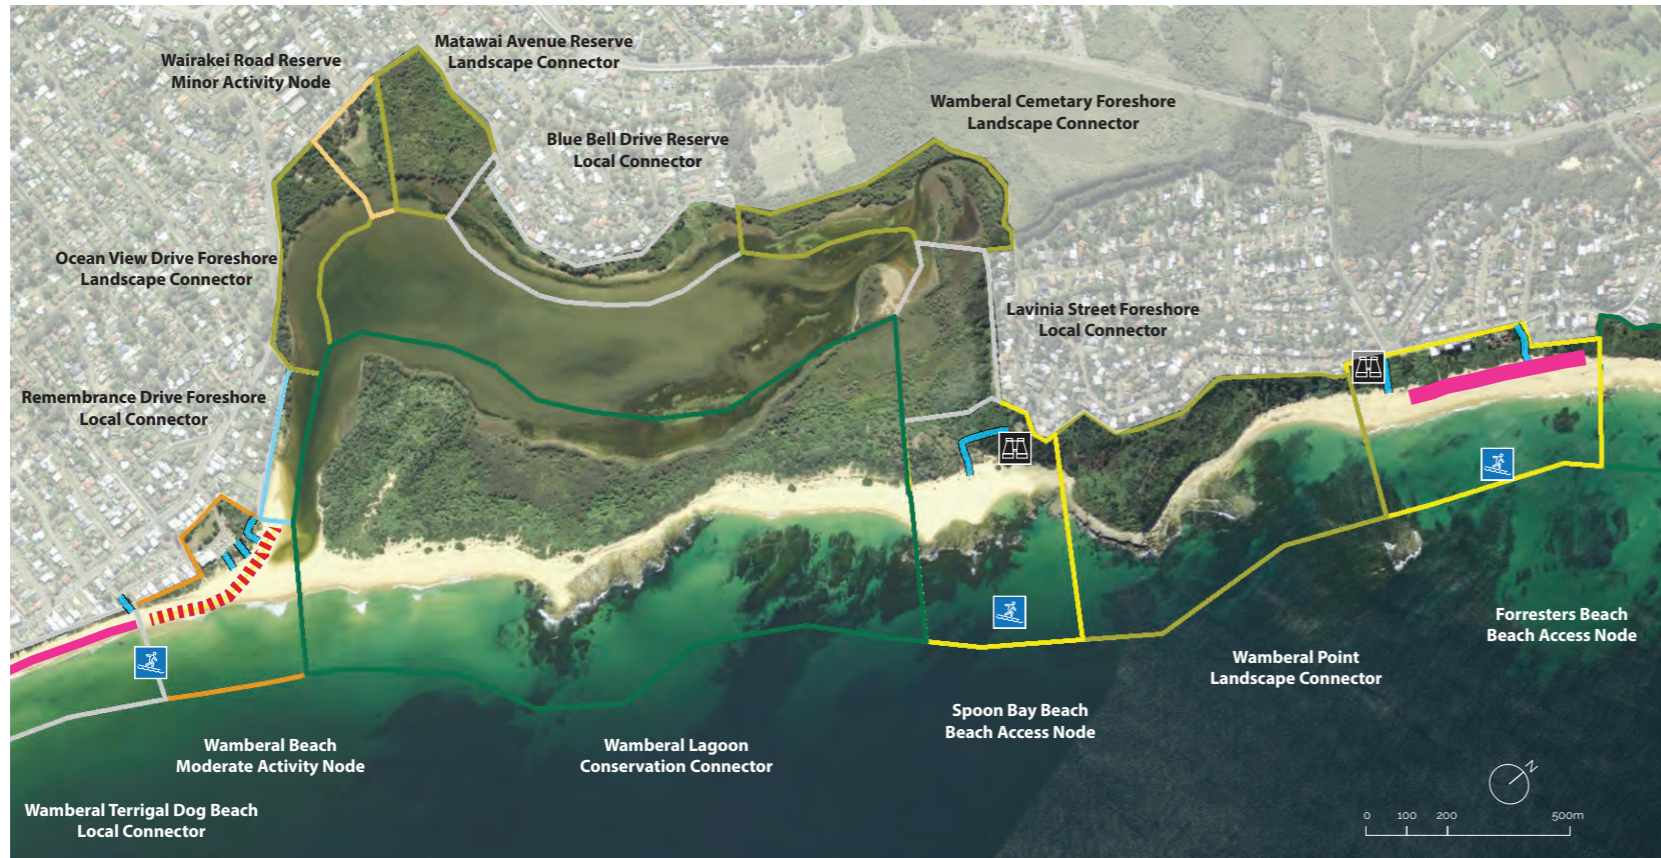 Matawai Avenue Reserve
Landscape Connector
Wairakei Road Reserve
Minor Activity Node
Wamberal Cemetary Foreshore
Landscape Connector
Blue Bell Drive Reserve
Local Connector
Ocean View Drive Foreshore
Landscape Connector
Lavinia Street Foreshore
Local Connector
Remembrance Drive Foreshore
Local Connector
Forresters Beach
Beach Access Node
Wamberal Point
Landscape Connector
Spoon Bay Beach
Beach Access Node
Wamberal Beach
Moderate Activity Node
Wamberal Lagoon
Conservation Connector
Wamberal Terrigal Dog Beach
Local Connector
N
0 100 200 500m